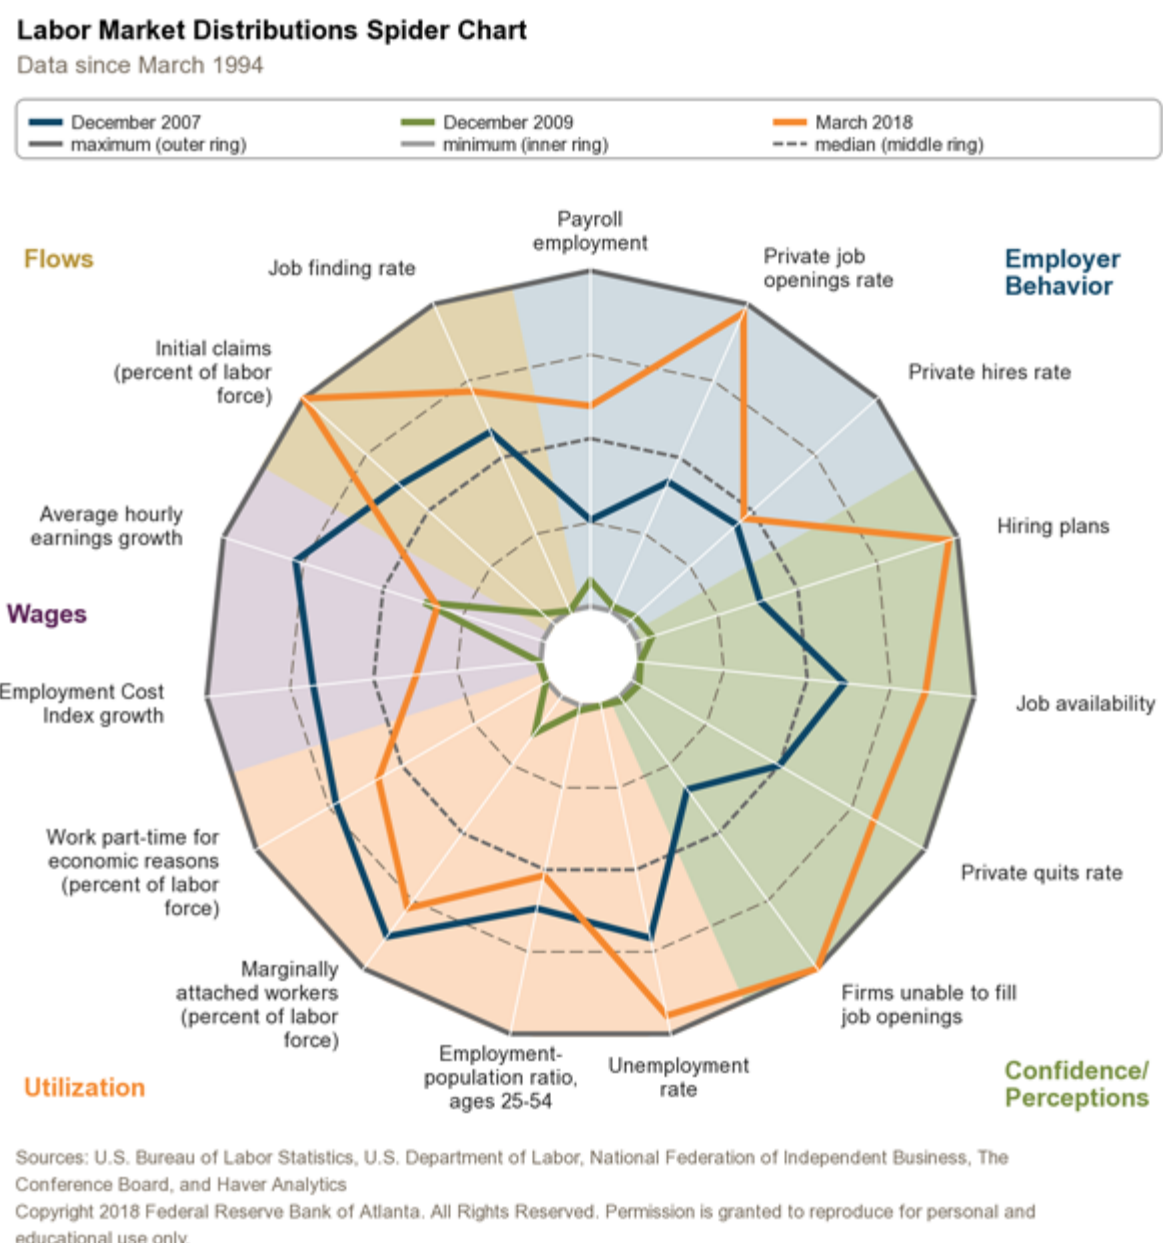 Labor Market Distributions Spider Chart
Data since March 1994
December 2007
December 2009
March 2018
maximum (outer ring)
minimum (inner ring)
median (middle ring)
Flows
Employer
Behavior
Payroll
employment
Private job
openings rate
Private hires rate
Hiring plans
Job availability
Private quits rate
Firms unable to fill
job openings
Confidence/
Perceptions
Unemployment
rate
Employment-
population ratio,
ages 25-54
Marginally
attached workers
(percent of labor
force)
Utilization
Work part-time for
economic reasons
(percent of labor
force)
Employment Cost
Index growth
Wages
Average hourly
earnings growth
Initial claims
(percent of labor
force)
Job finding rate
Sources: U.S. Bureau of Labor Statistics, U.S. Department of Labor, National Federation of Independent Business, The
Conference Board, and Haver Analytics
Copyright 2018 Federal Reserve Bank of Atlanta. All Rights Reserved. Permission is granted to reproduce for personal and
educational use only.